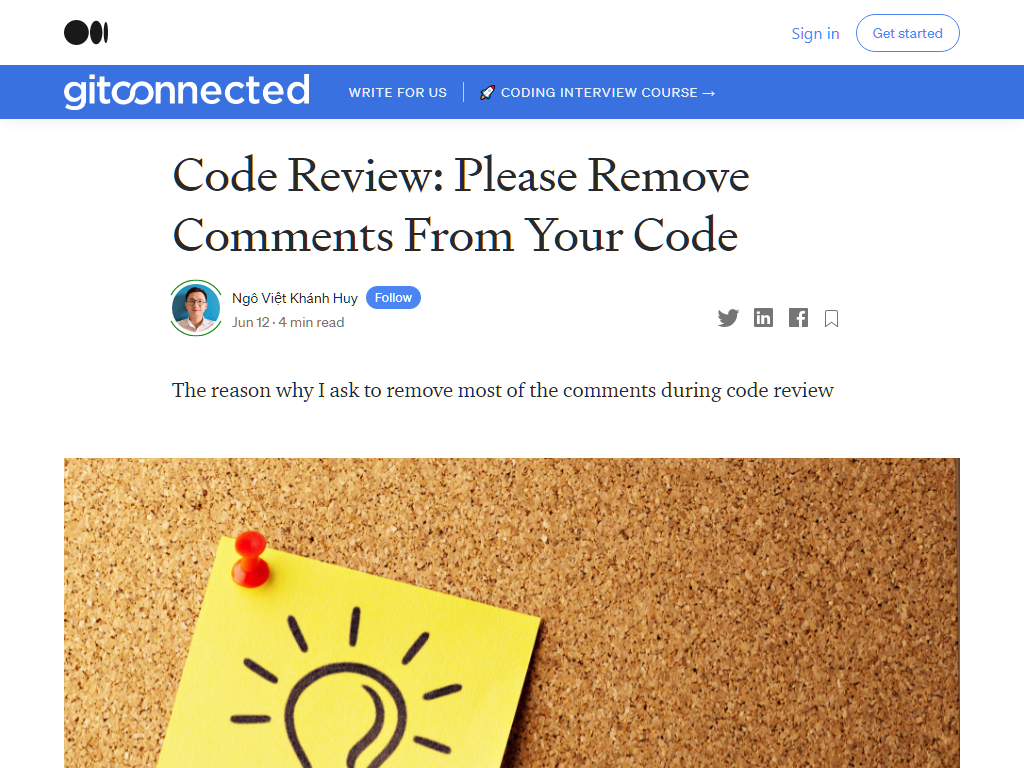 Sign in
Get started
gitconnected
WRITE FOR US
🚀 CODING INTERVIEW COURSE →
Code Review: Please Remove
Comments From Your Code
Ngô Việt Khánh Huy
Follow
Jun 12 · 4 min read
The reason why I ask to remove most of the comments during code review